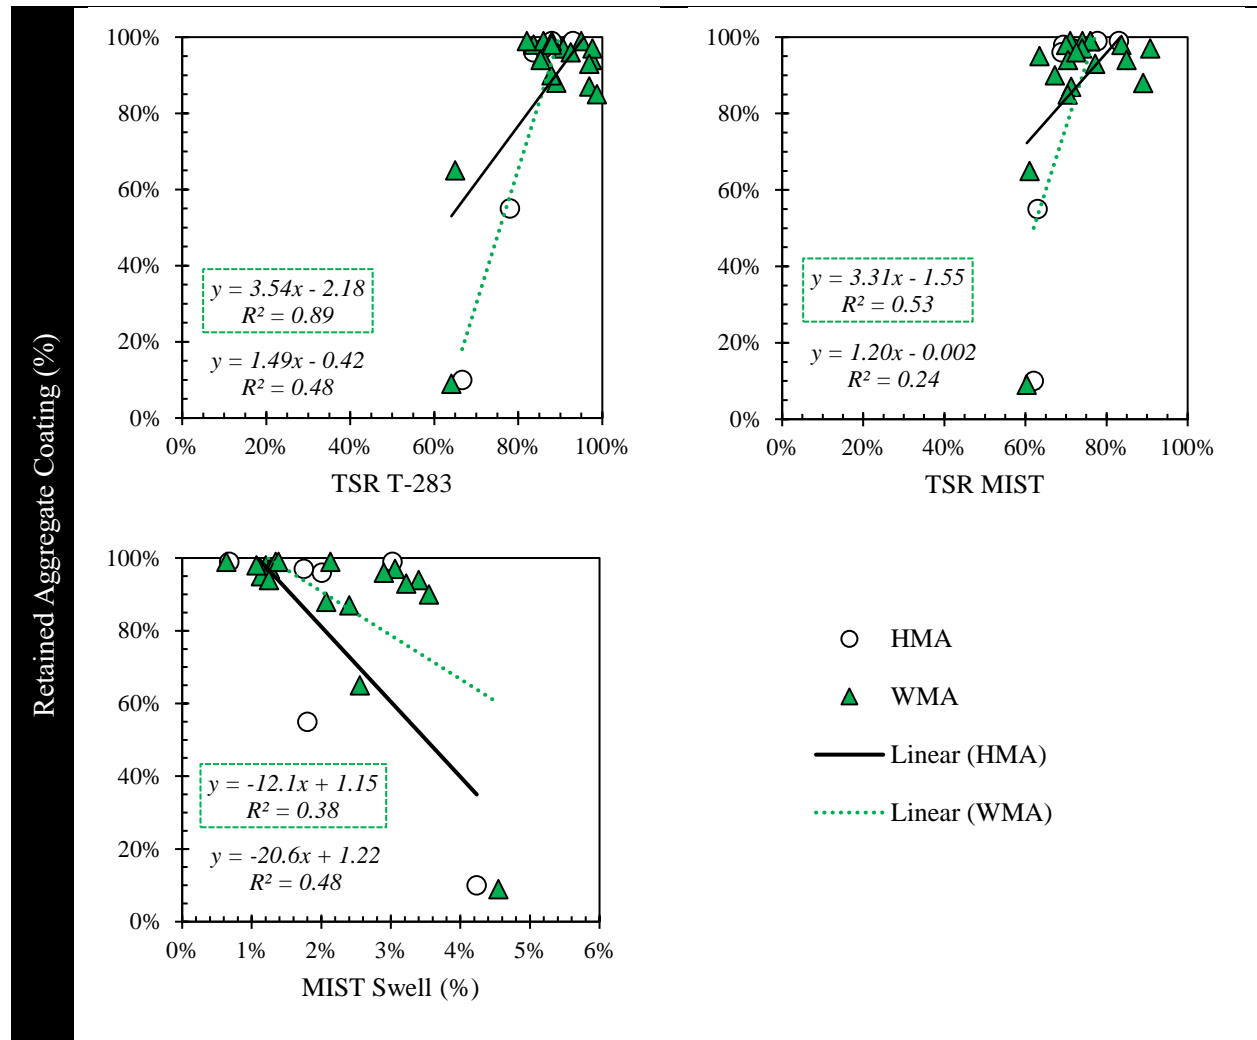 Retained Aggregate Coating (%)
100%
80%
60%
40%
20%
0%
y = 3.54x - 2.18
R² = 0.89
y = 1.49x - 0.42
R² = 0.48
0% 20% 40% 60% 80% 100%
TSR T-283
100%
80%
60%
40%
20%
0%
y = 3.31x - 1.55
R² = 0.53
y = 1.20x - 0.002
R² = 0.24
0% 20% 40% 60% 80% 100%
TSR MIST
100%
80%
60%
40%
20%
0%
y = -12.1x + 1.15
R² = 0.38
y = -20.6x + 1.22
R² = 0.48
0% 1% 2% 3% 4% 5% 6%
MIST Swell (%)
HMA
WMA
Linear (HMA)
Linear (WMA)